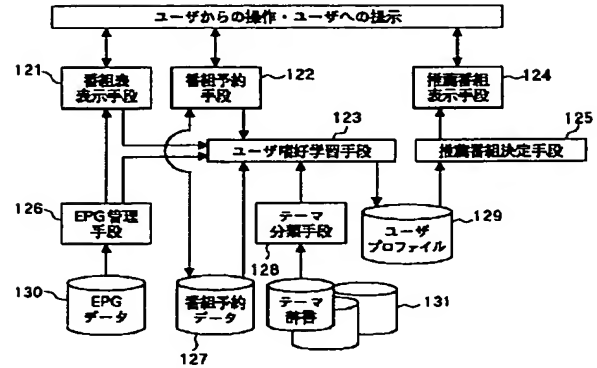 ユーザからの操作・ユーザへの提示
121
番組表
表示手段
番組予約
手段
122
推薦番組
表示手段
124
123
125
ユーザ嗜好学習手段
推薦番組決定手段
126
EPG管理
手段
テーマ
分類手段
128
ユーザ
プロファイル
129
130
EPG
データ
番組予約
データ
127
テーマ
辞書
131